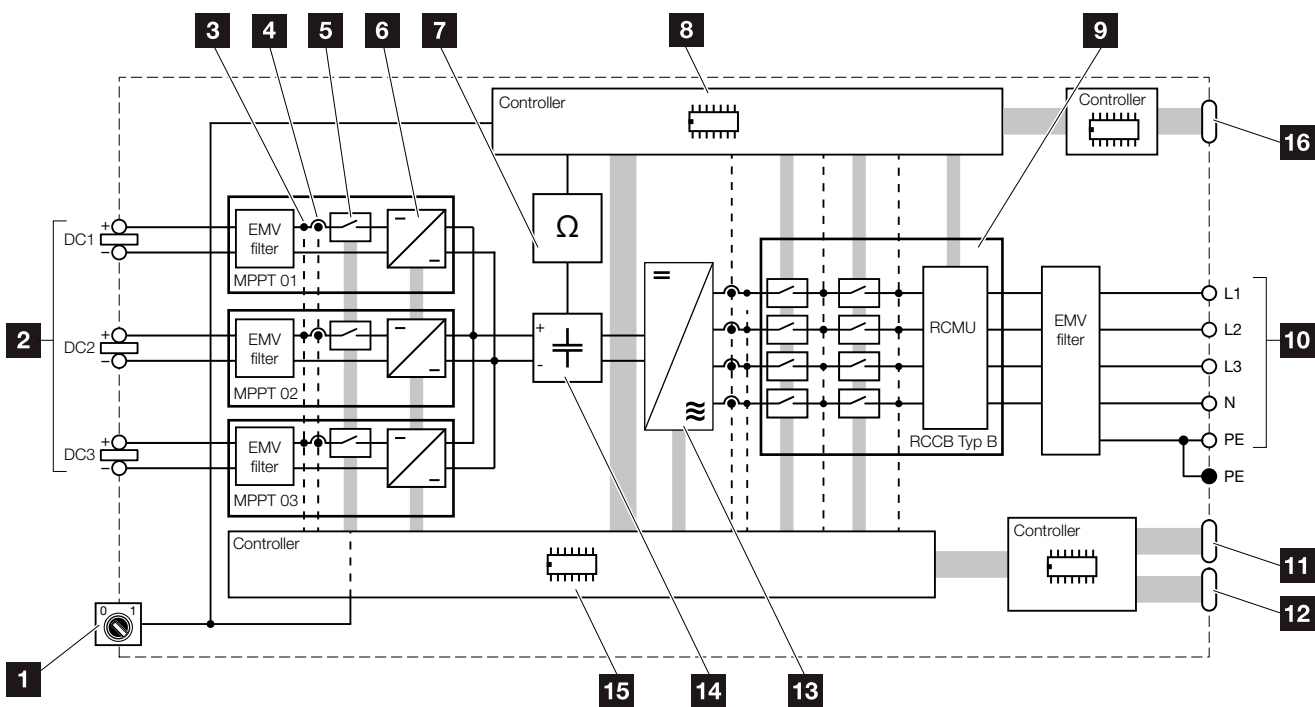 3 4 5 6 7 8 9
Controller
Controller
16
EMV
filter
MPPT 01
+
DC1
−
Ω
2
+
DC2
−
EMV
filter
MPPT 02
+
-
=
≋
RCMU
RCCB Typ B
EMV
filter
L1
L2
L3
N
PE
PE
10
+
DC3
−
EMV
filter
MPPT 03
Controller
Controller
11
12
0 1
1
15 14 13